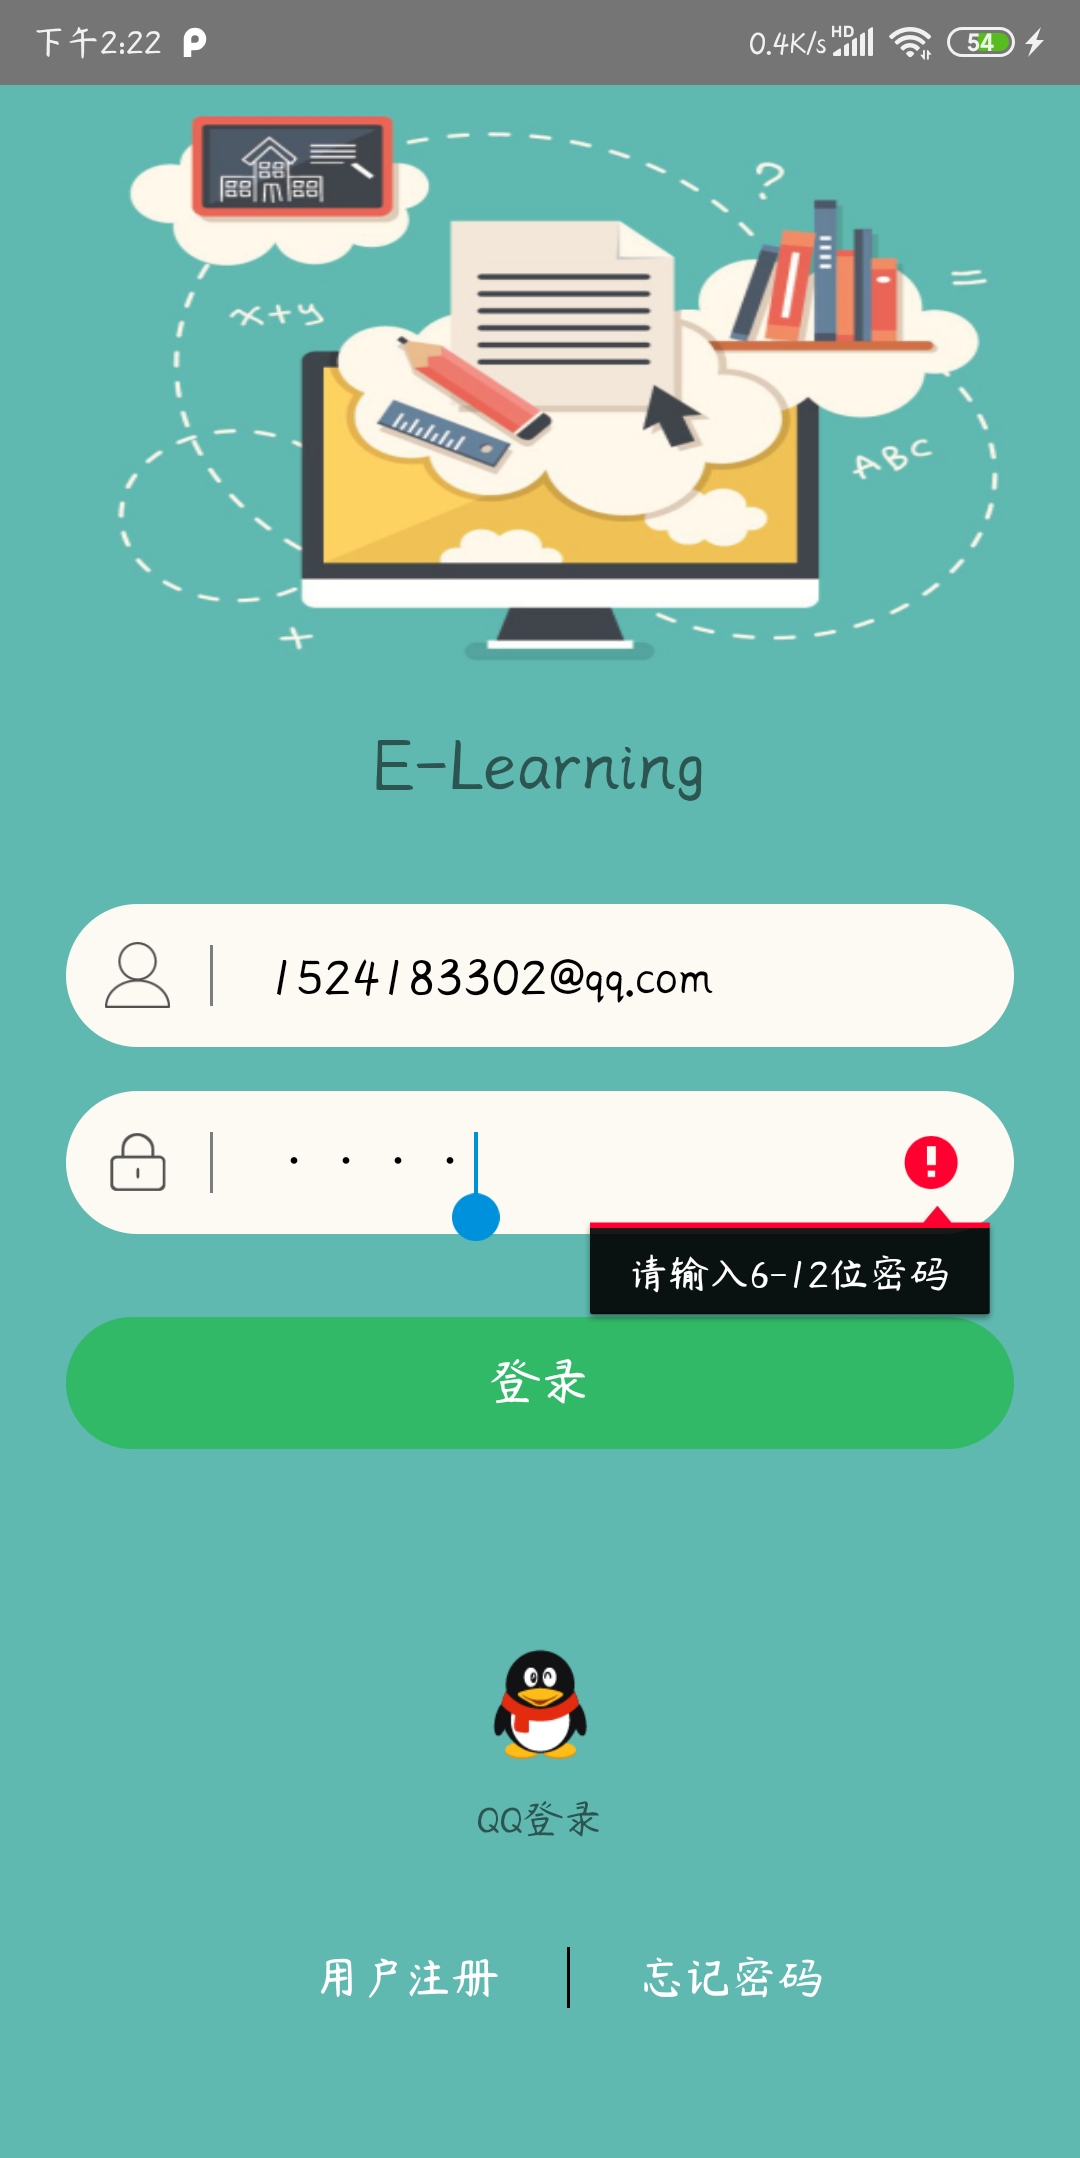 下午2:22
0.4K/s HD 54
?
=
x+y
ABC
+
E-Learning
1524183302@qq.com
请输入6-12位密码
登录
QQ登录
用户注册 | 忘记密码